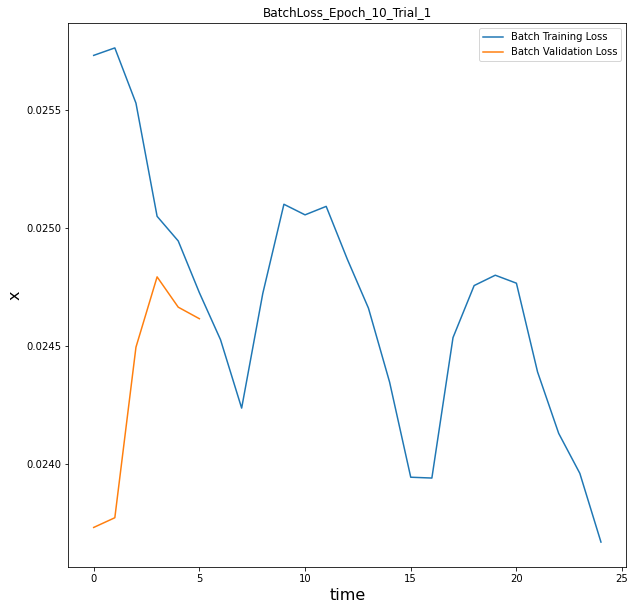 BatchLoss_Epoch_10_Trial_1
Batch Training Loss
Batch Validation Loss
0.0255
0.0250
0.0245
0.0240
x
0
5
10
15
20
25
time